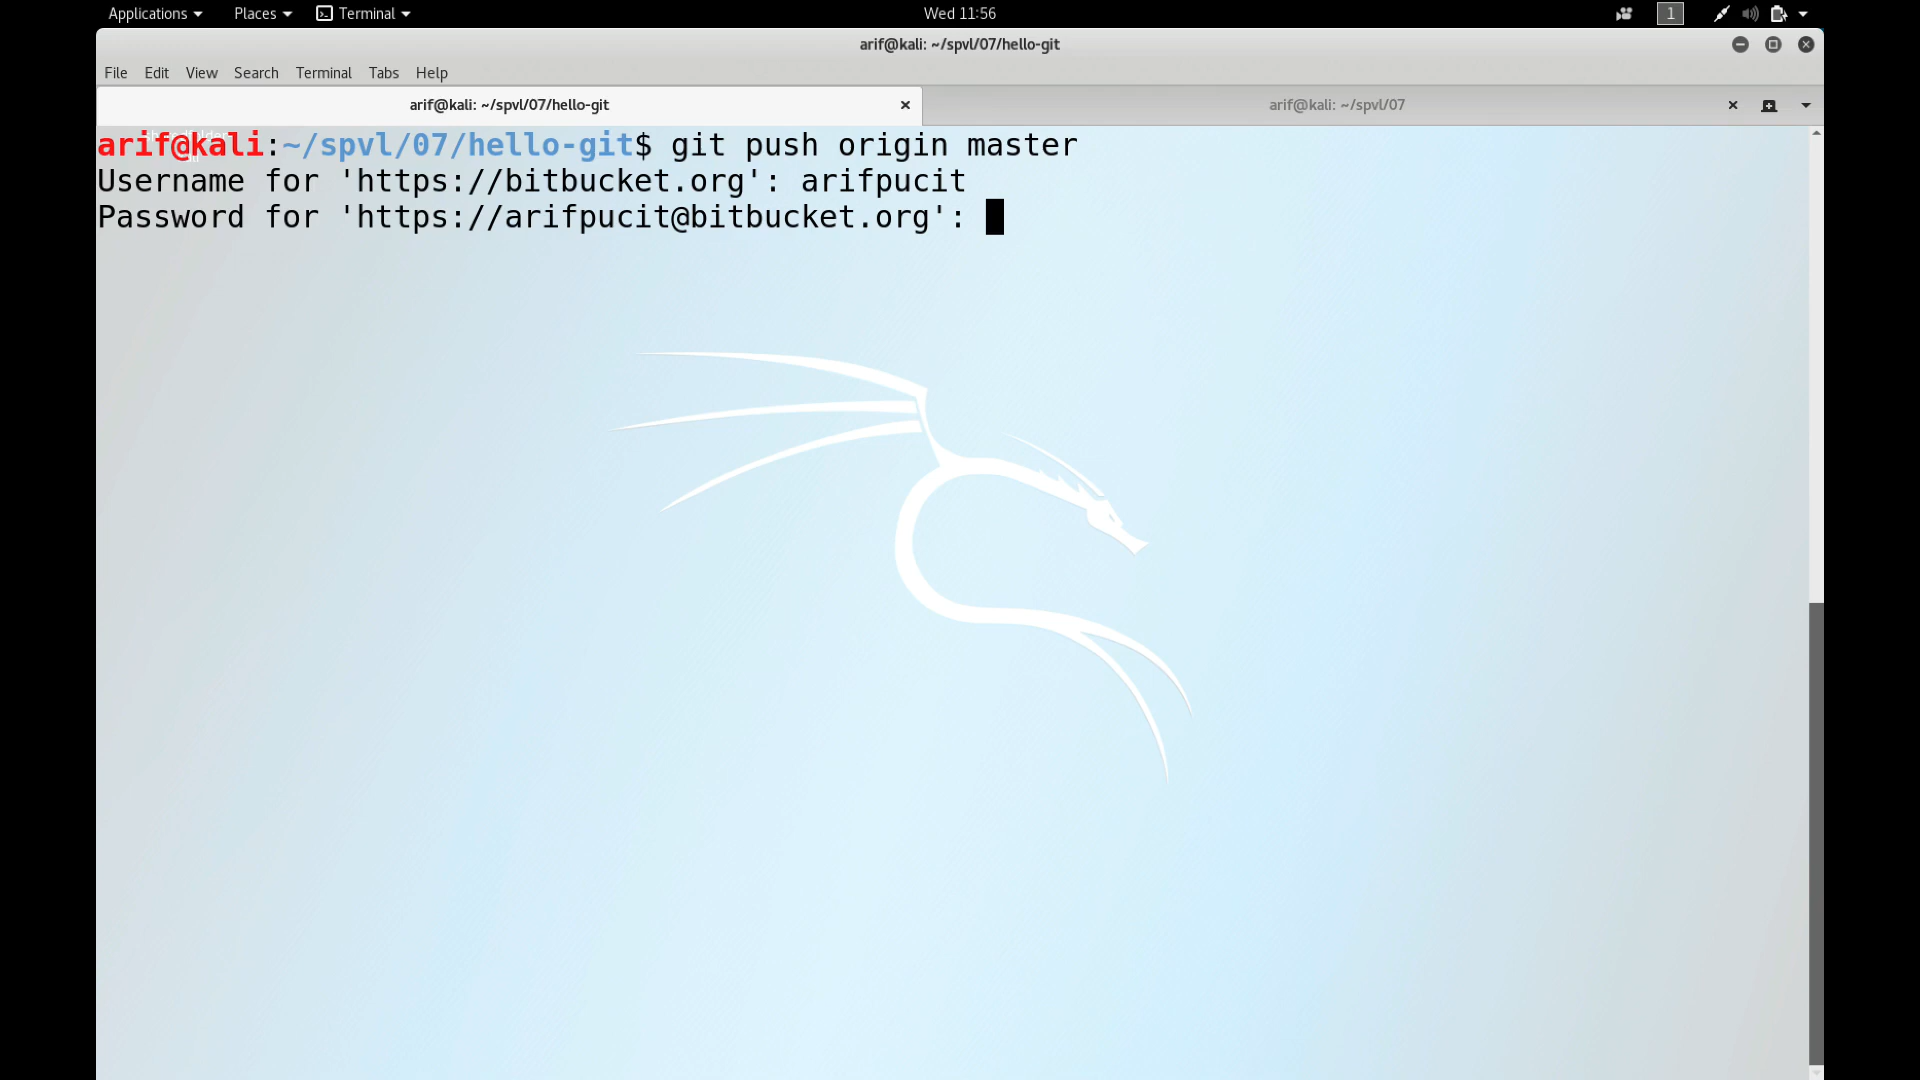 Applications Places Terminal Wed 11:56 1
arif@kali: ~/spvl/07/hello-git
File Edit View Search Terminal Tabs Help
arif@kali: ~/spvl/07/hello-git arif@kali: ~/spvl/07
arif@kali:~/spvl/07/hello-git$ git push origin master
Username for 'https://bitbucket.org': arifpucit
Password for 'https://arifpucit@bitbucket.org':